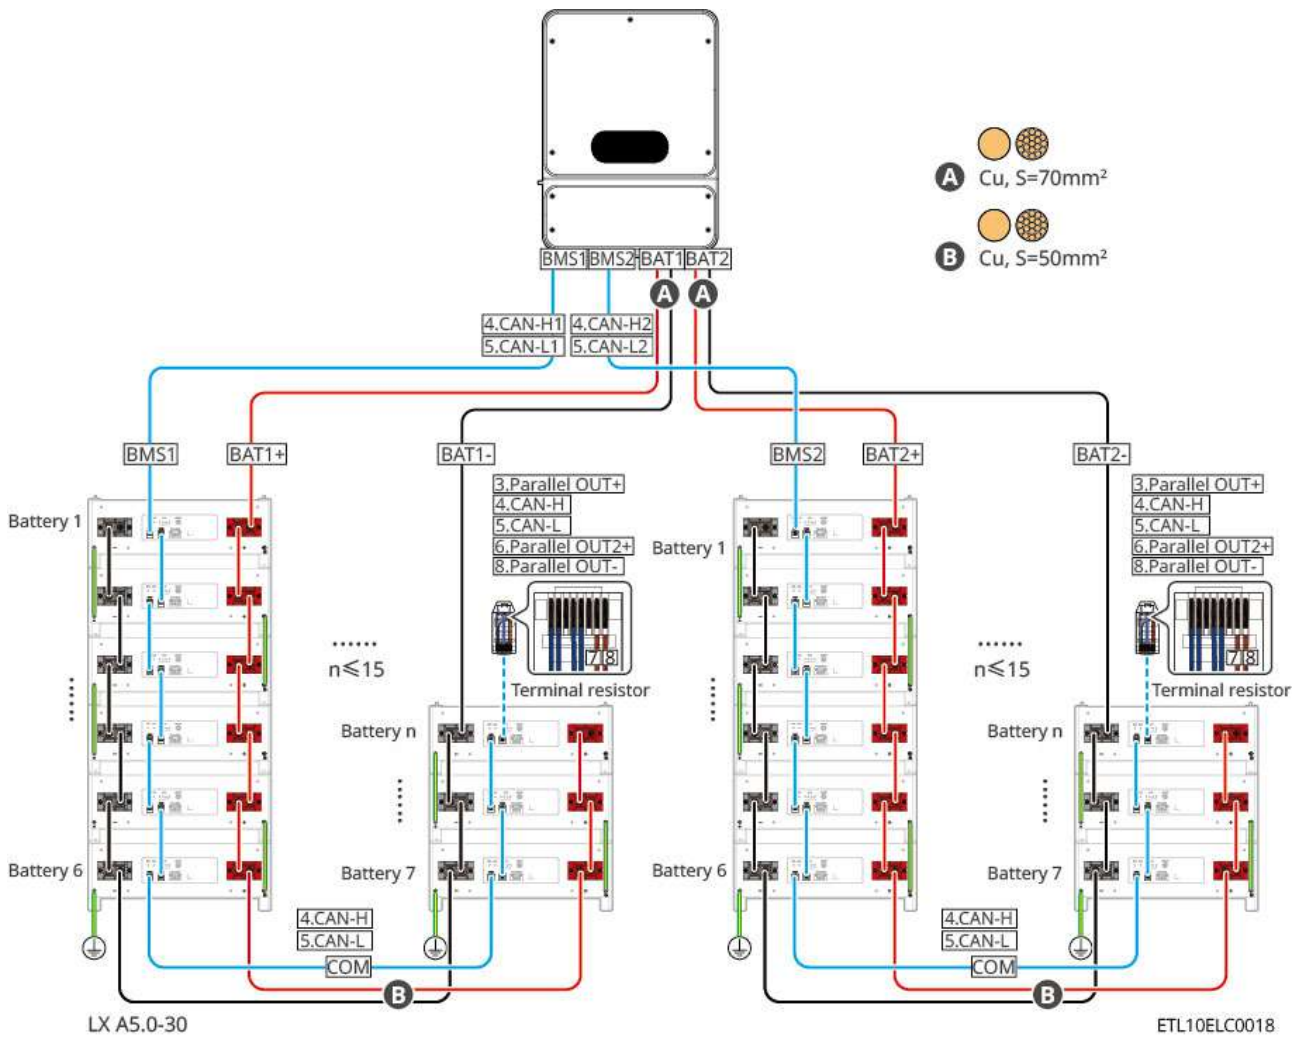 A Cu, S=70mm²
B Cu, S=50mm²
BMS1 BMS2 BAT1 BAT2
A A
4.CAN-H1 4.CAN-H2
5.CAN-L1 5.CAN-L2
BMS1 BAT1+ BAT1- BMS2 BAT2+ BAT2-
3.Parallel OUT+
4.CAN-H
5.CAN-L
6.Parallel OUT2+
8.Parallel OUT-
3.Parallel OUT+
4.CAN-H
5.CAN-L
6.Parallel OUT2+
8.Parallel OUT-
Battery 1
Battery 1
······
n≤15
······
n≤15
7 8
7 8
Terminal resistor
Terminal resistor
Battery n
Battery n
Battery 6
Battery 7
Battery 6
Battery 7
4.CAN-H
5.CAN-L
COM
4.CAN-H
5.CAN-L
COM
B
B
LX A5.0-30
ETL10ELC0018